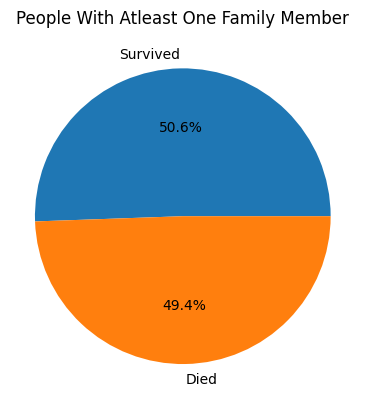 People With Atleast One Family Member
Survived
50.6%
49.4%
Died